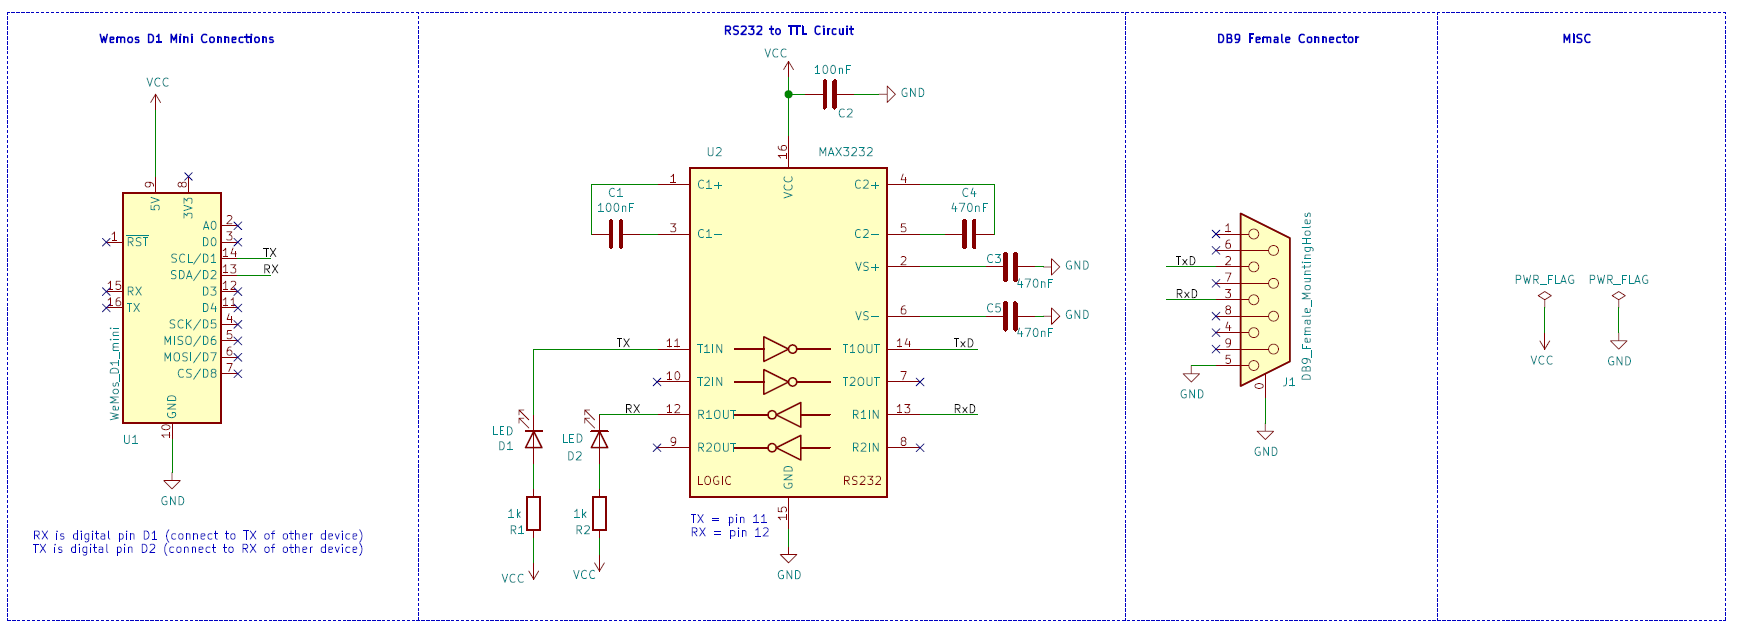 Wemos D1 Mini Connections
VCC
9
8
5V
3V3
1
RST
15
RX
16
TX
A0
2
D0
3
SCL/D1
14
TX
SDA/D2
13
RX
D3
12
D4
11
SCK/D5
4
MISO/D6
5
MOSI/D7
6
CS/D8
7
WeMos_D1_mini
GND
10
U1
GND
RX is digital pin D1 (connect to TX of other device)
TX is digital pin D2 (connect to RX of other device)
RS232 to TTL Circuit
VCC
100nF
GND
C2
U2
16
MAX3232
VCC
1
C1+
C2+
4
C1
100nF
C4
470nF
3
C1-
C2-
5
VS+
2
C3
GND
470nF
VS-
6
C5
GND
470nF
TX
11
T1IN
T1OUT
14
TxD
10
T2IN
T2OUT
7
RX
12
R1OUT
R1IN
13
RxD
9
R2OUT
R2IN
8
LED
D1
LED
D2
GND
LOGIC
RS232
1k
R1
1k
R2
TX = pin 11
RX = pin 12
15
VCC
VCC
GND
DB9 Female Connector
1
6
TxD
2
7
RxD
3
8
4
9
5
GND
0
J1
DB9_Female_MountingHoles
GND
MISC
PWR_FLAG
PWR_FLAG
VCC
GND